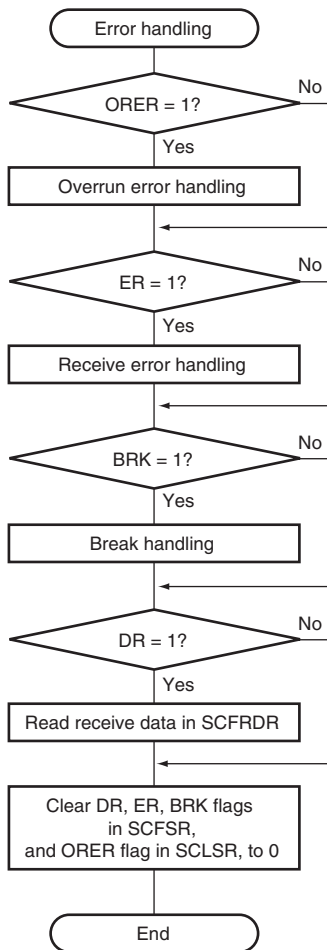 Error handling
ORER = 1?
No
Yes
Overrun error handling
ER = 1?
No
Yes
Receive error handling
BRK = 1?
No
Yes
Break handling
DR = 1?
No
Yes
Read receive data in SCFRDR
Clear DR, ER, BRK flags
in SCFSR,
and ORER flag in SCLSR, to 0
End